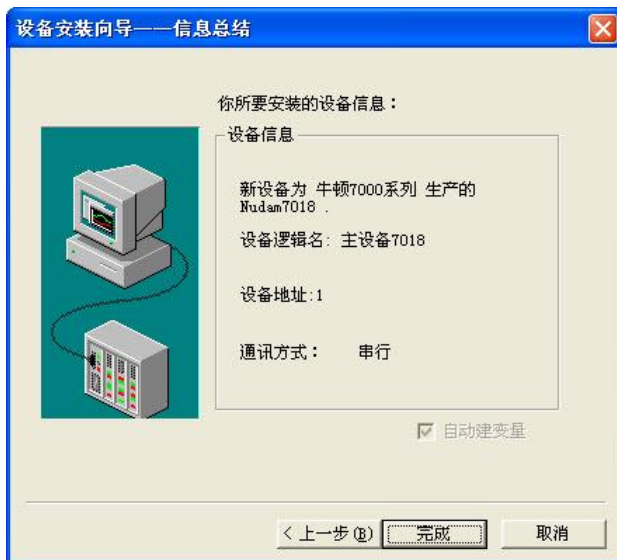 设备安装向导——信息总结
你所要安装的设备信息：
设备信息
新设备为 牛顿7000系列 生产的
Nudam7018 .
设备逻辑名: 主设备7018
设备地址:1
通讯方式： 串行
自动建变量
< 上一步(B) 完成 取消